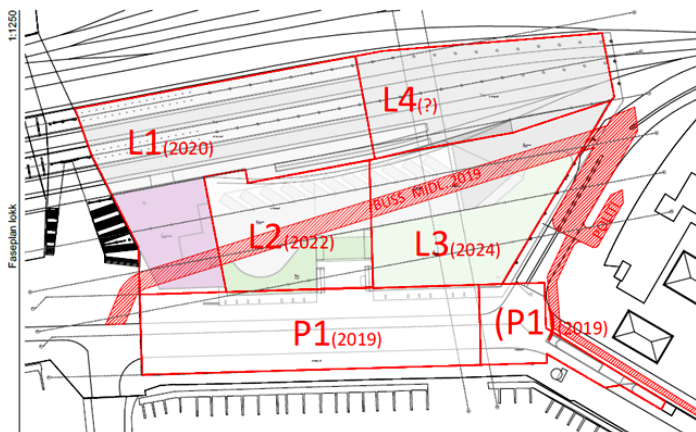 1:1250
Faseplan lokk
L4(?)
L1(2020)
BUSS MIDL 2019
POLITI
L2(2022)
L3(2024)
P1(2019)
(P1)(2019)